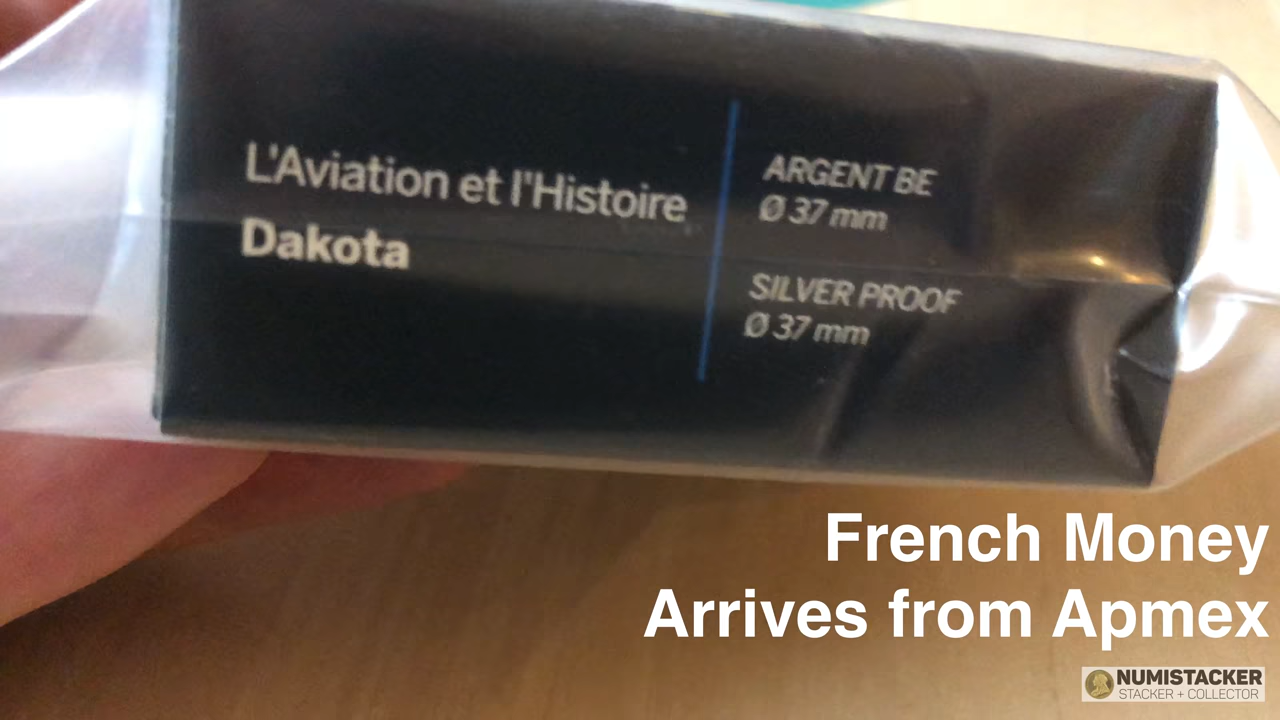 L'Aviation et l'Histoire
Dakota
ARGENT BE
Ø 37 mm
SILVER PROOF
Ø 37 mm
French Money
Arrives from Apmex
NUMISTACKER
STACKER + COLLECTOR